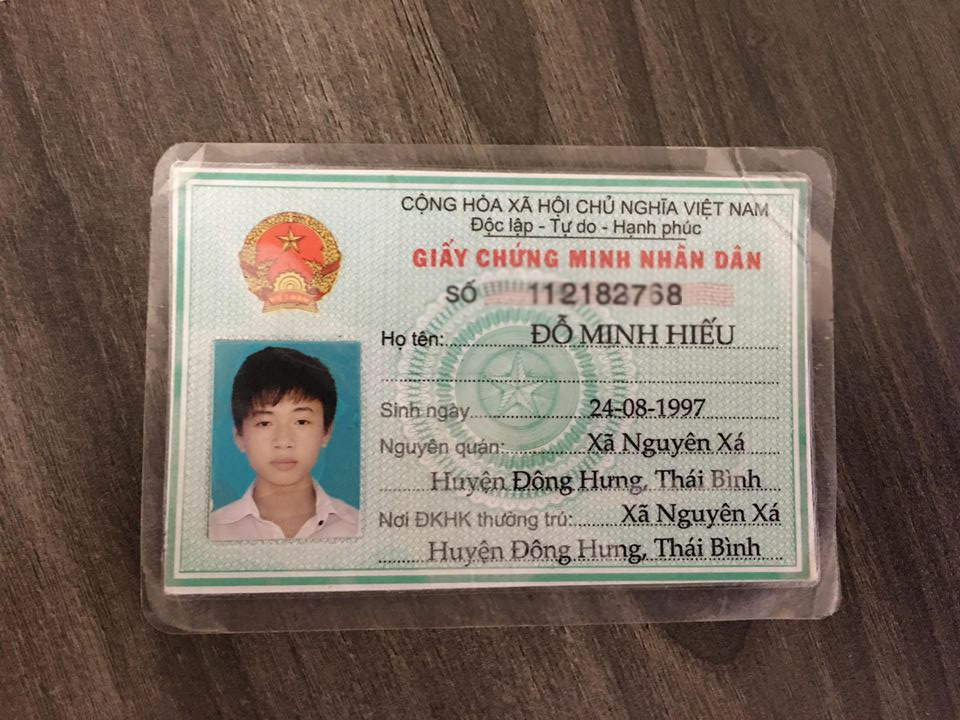 CỘNG HÒA XÃ HỘI CHỦ NGHĨA VIỆT NAM
Độc lập - Tự do - Hạnh phúc
GIẤY CHỨNG MINH NHÂN DÂN
SỐ 112182768
Họ tên: ĐỖ MINH HIẾU
Sinh ngày 24-08-1997
Nguyên quán: Xã Nguyên Xá
Huyện Đông Hưng, Thái Bình
Nơi ĐKHK thường trú: Xã Nguyên Xá
Huyện Đông Hưng, Thái Bình
VIỆT NAM